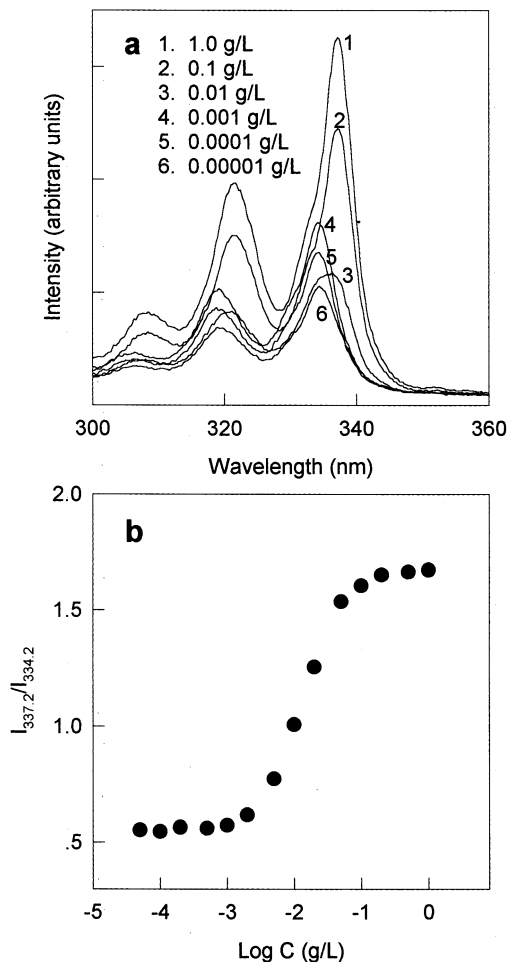 a
1. 1.0 g/L
2. 0.1 g/L
3. 0.01 g/L
4. 0.001 g/L
5. 0.0001 g/L
6. 0.00001 g/L
1
2
4
5
3
6
Intensity (arbitrary units)
300 320 340 360
Wavelength (nm)
b
2.0
1.5
1.0
.5
I337.2/I334.2
-5 -4 -3 -2 -1 0
Log C (g/L)